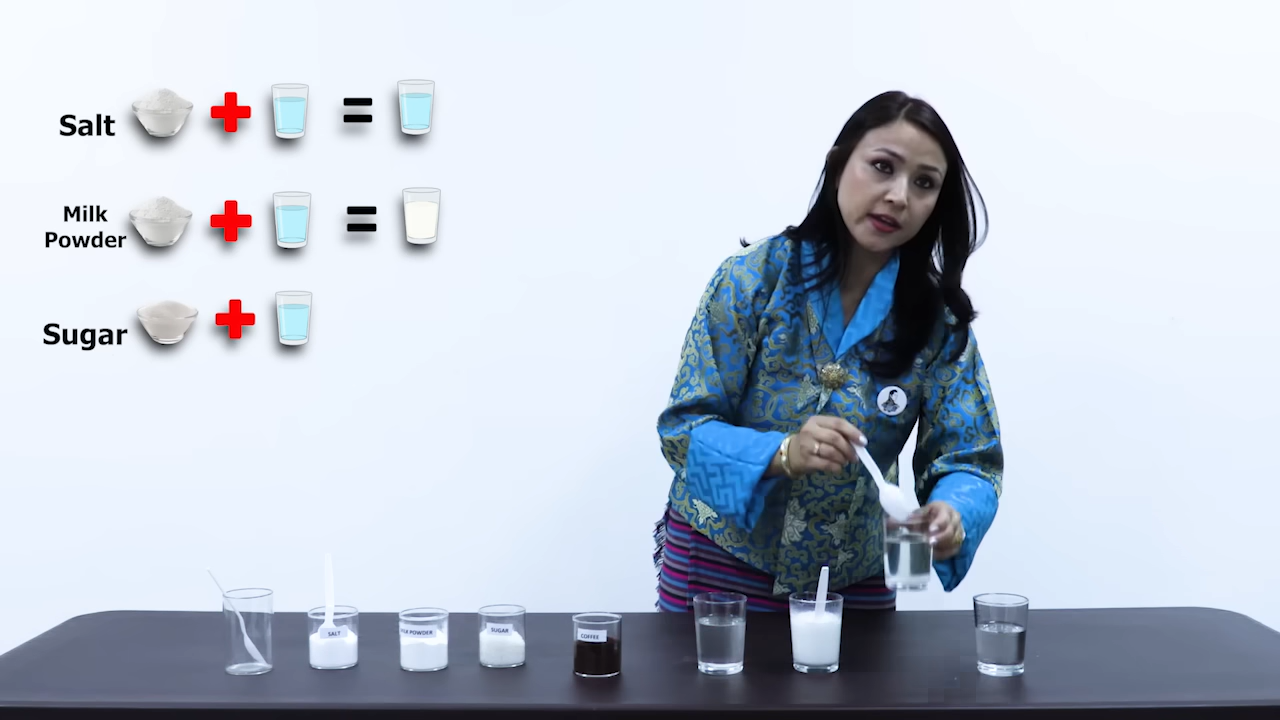 Salt
Milk
Powder
Sugar
SALT
MILK POWDER
SUGAR
COFFEE